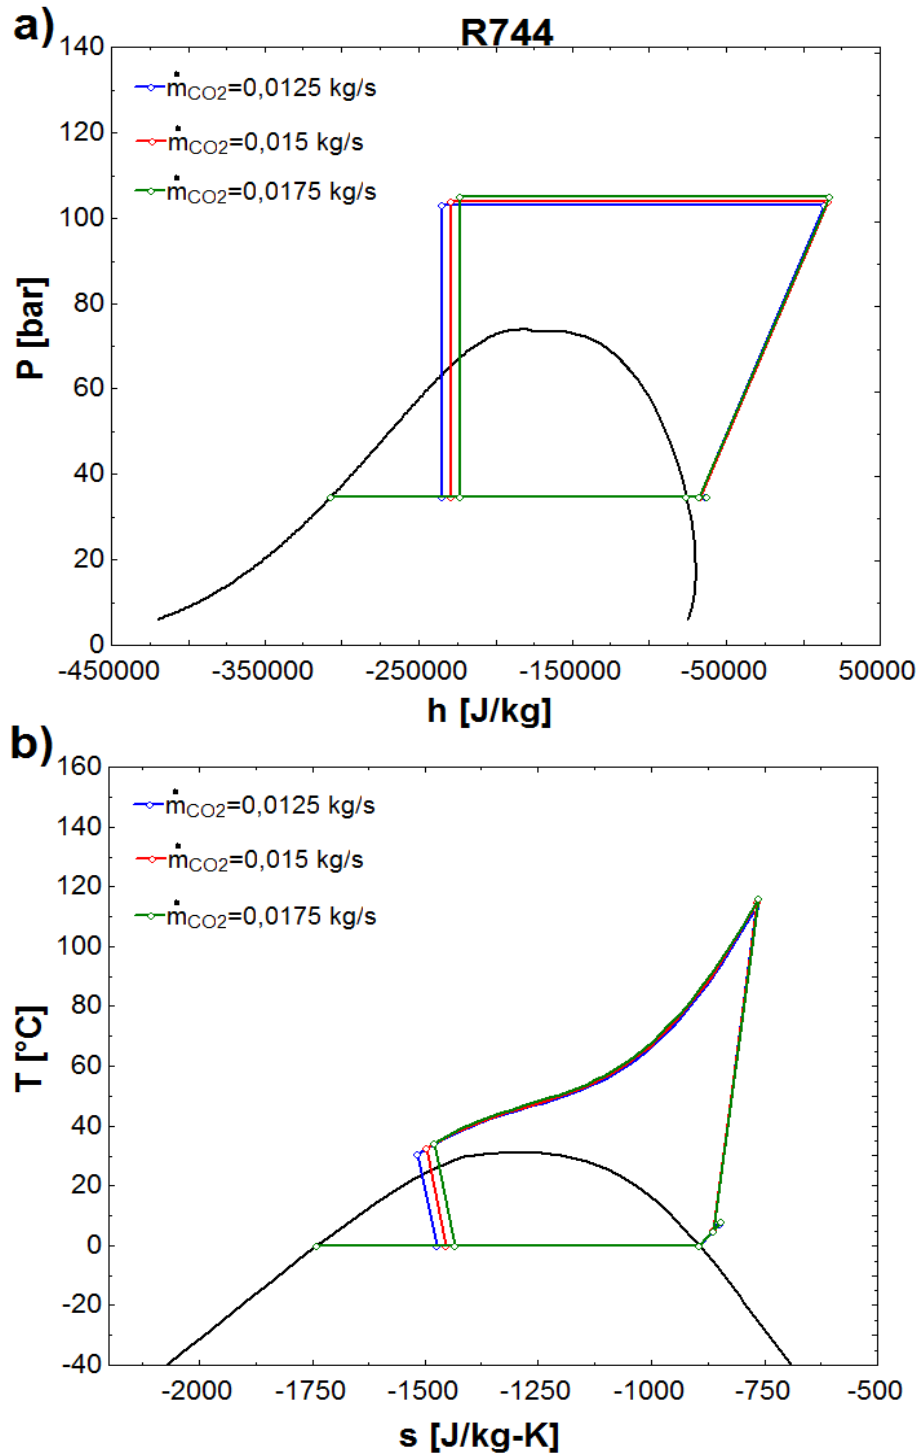 a)
R744
140
ṁCO2=0,0125 kg/s
120
ṁCO2=0,015 kg/s
ṁCO2=0,0175 kg/s
100
80
P [bar]
60
40
20
0
-450000 -350000 -250000 -150000 -50000 50000
h [J/kg]
b)
160
ṁCO2=0,0125 kg/s
140
ṁCO2=0,015 kg/s
120
ṁCO2=0,0175 kg/s
100
80
T [°C]
60
40
20
0
-20
-40
-2000 -1750 -1500 -1250 -1000 -750 -500
s [J/kg-K]